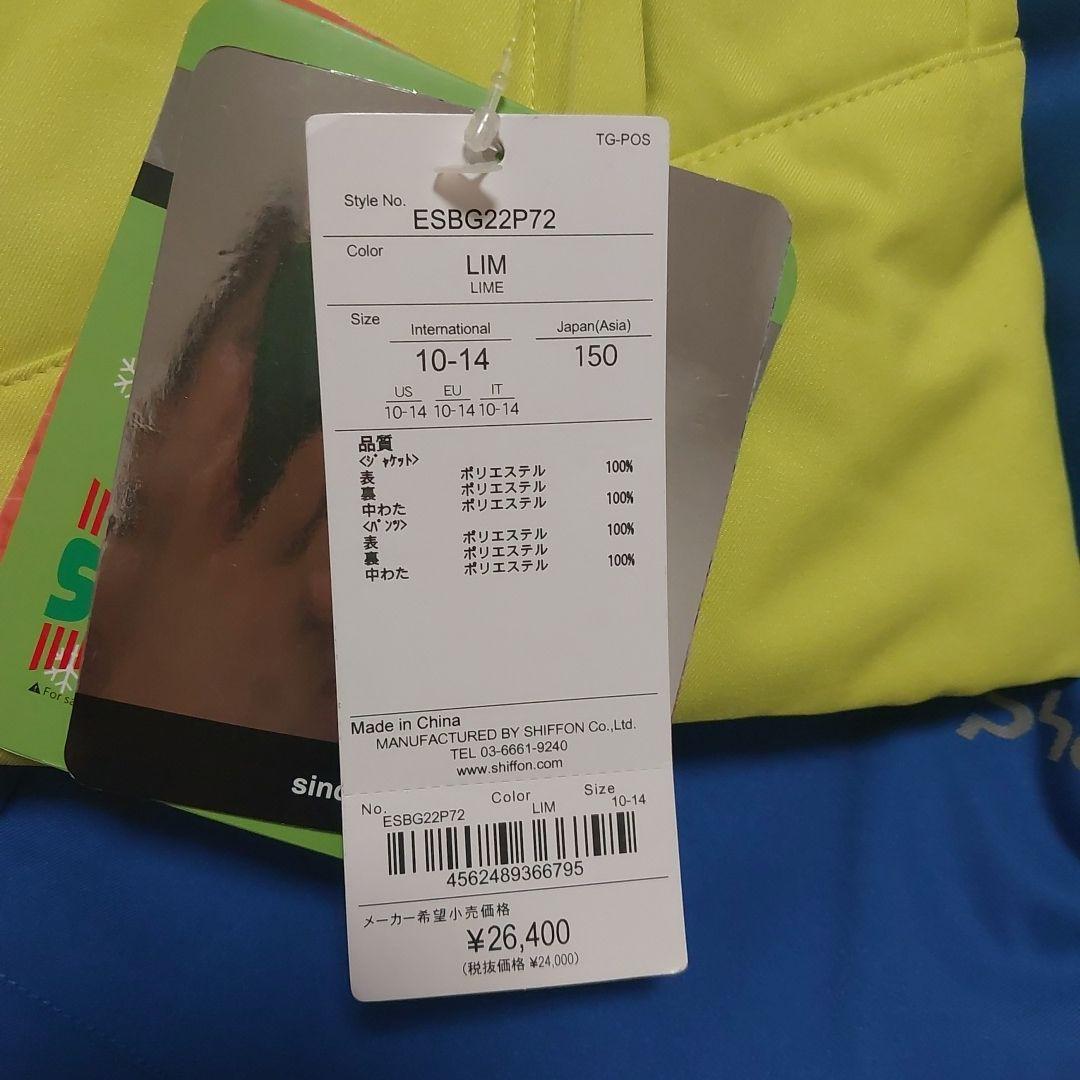 TG-POS
Style No.
ESBG22P72
Color
LIM
LIME
Size
International
Japan(Asia)
10-14
150
US EU IT
10-14 10-14 10-14
品質
<ｼﾞｬｹｯﾄ>
表 ポリエステル 100%
裏 ポリエステル
中わた ポリエステル 100%
<ﾊﾟﾝﾂ>
表 ポリエステル 100%
裏 ポリエステル
中わた ポリエステル 100%
Made in China
MANUFACTURED BY SHIFFON Co.,Ltd.
TEL 03-6661-9240
www.shiffon.com
No. Color Size
ESBG22P72 LIM 10-14
4562489366795
メーカー希望小売価格
¥26,400
(税抜価格 ¥24,000)
S
For